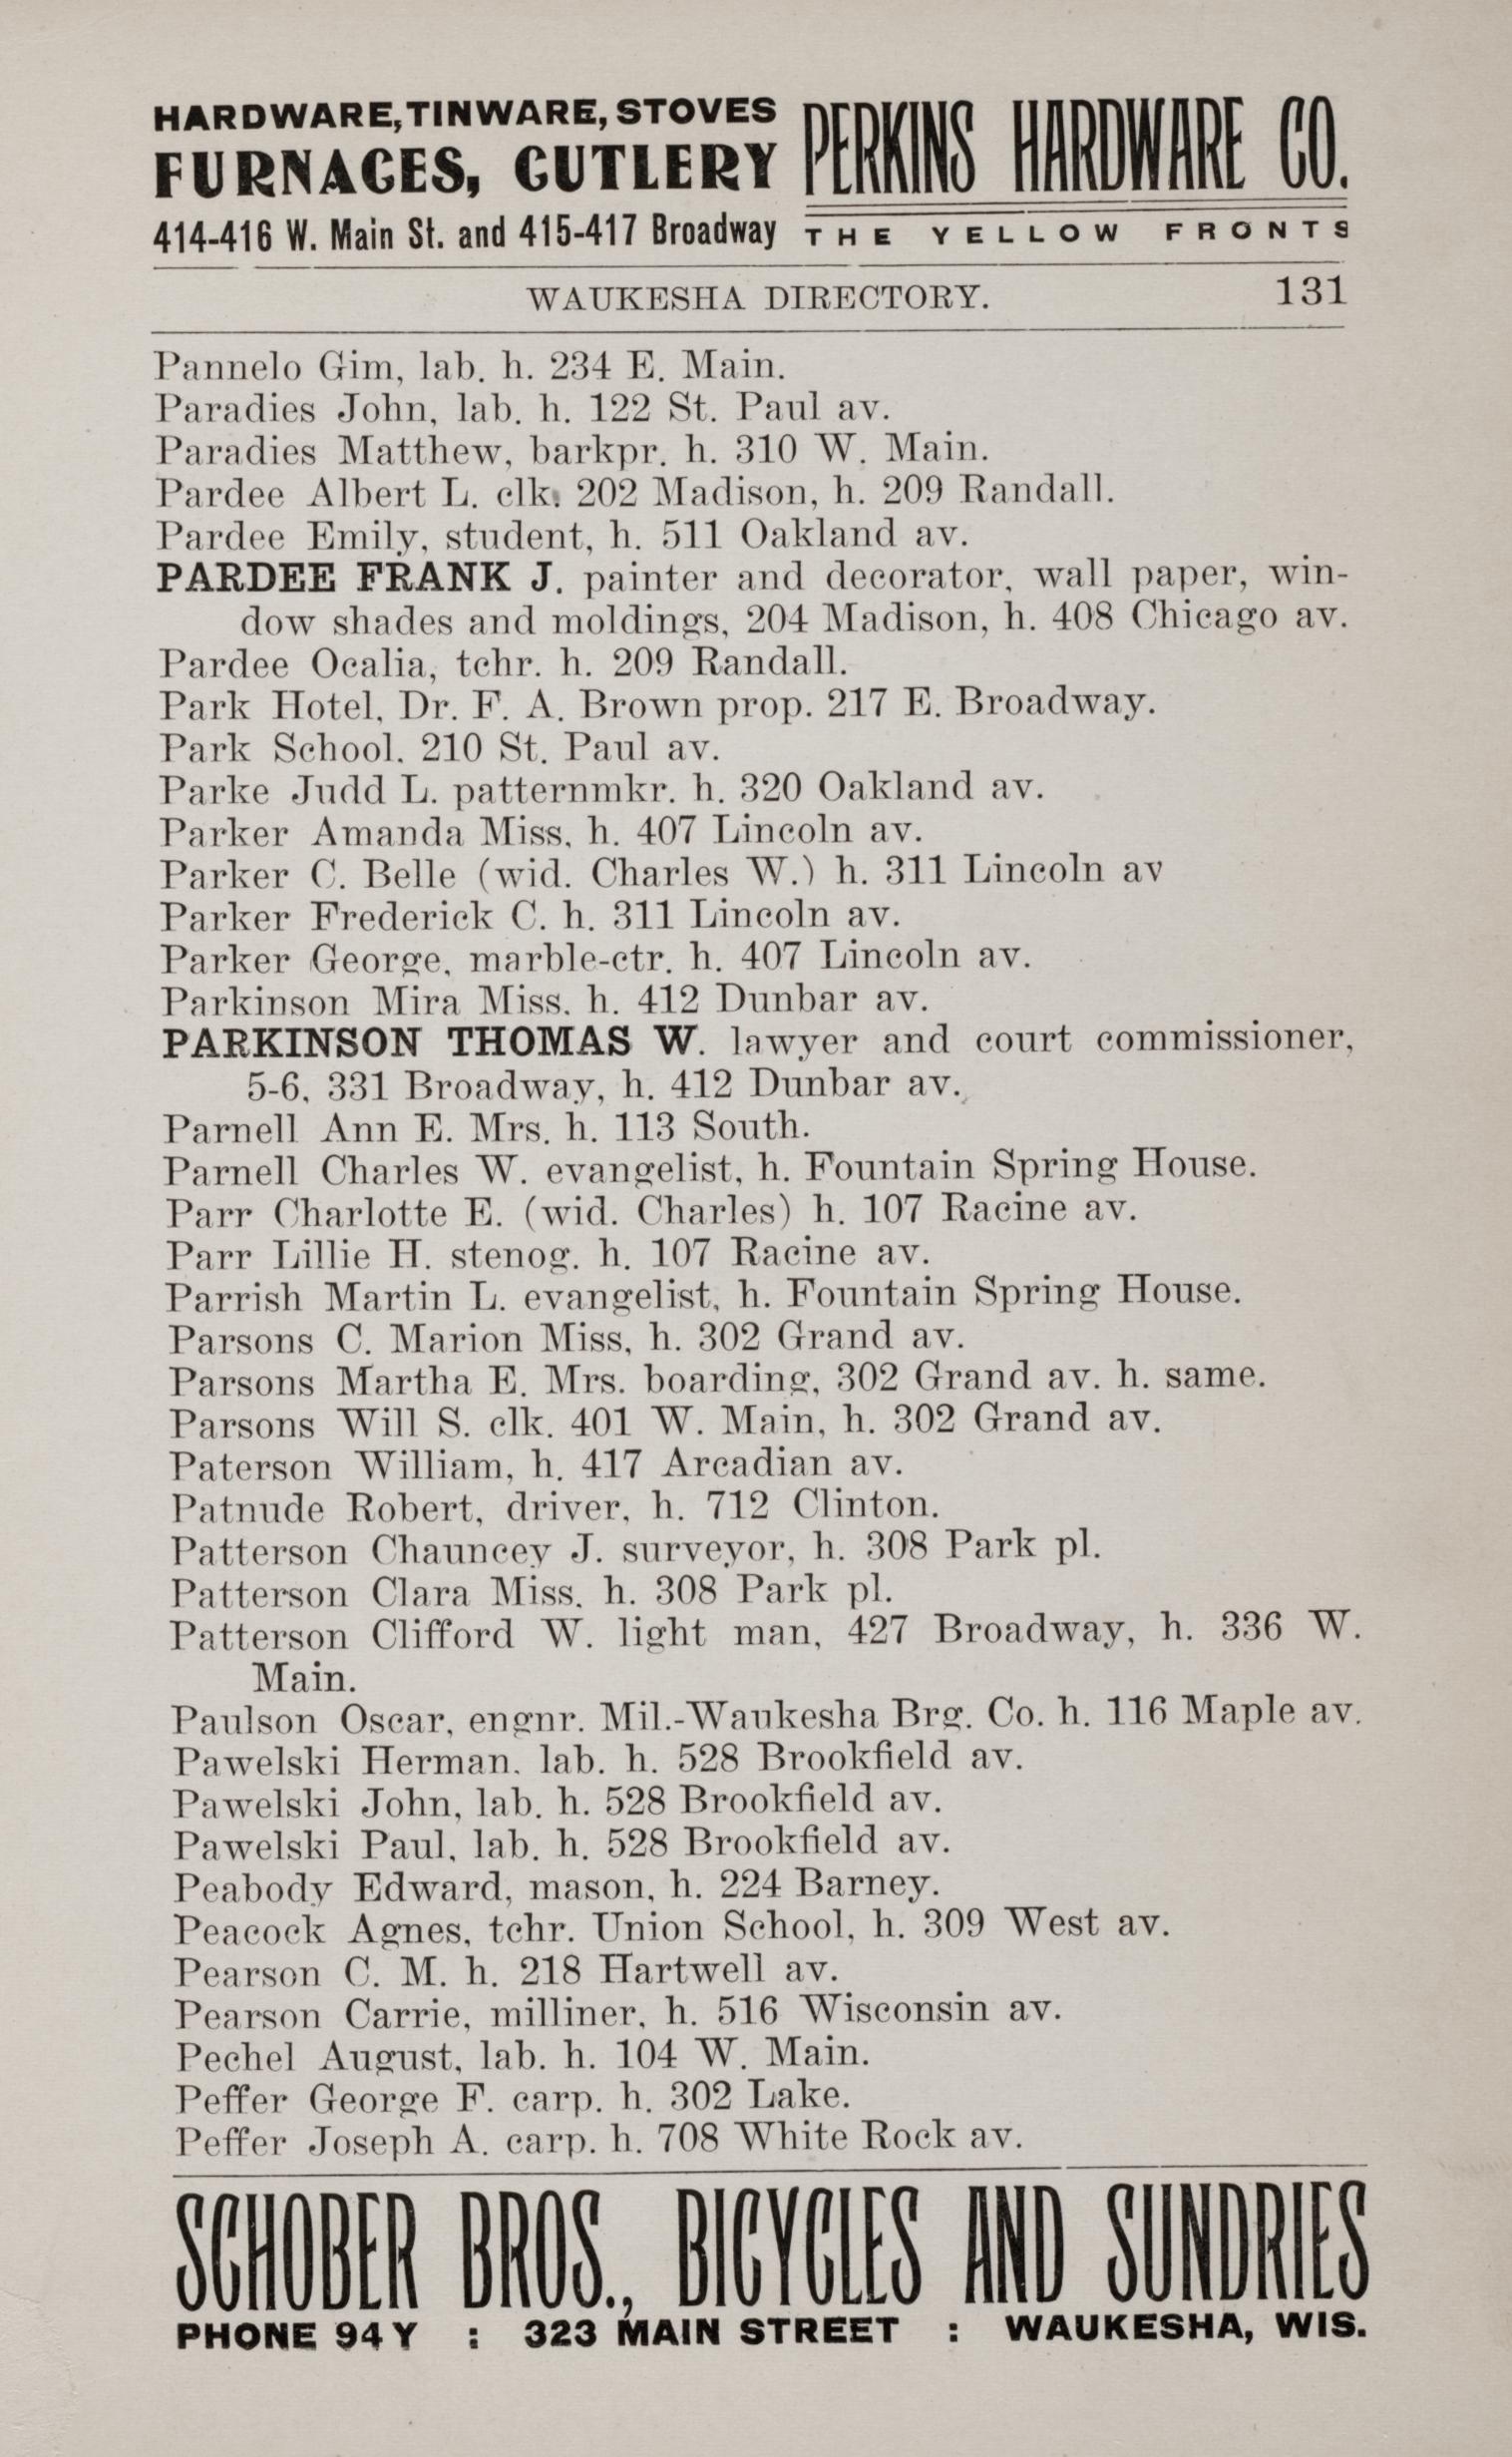 HARDWARE, TINWARE, STOVES
FURNACES, CUTLERY
414-416 W. Main St. and 415-417 Broadway
PERKINS HARDWARE CO.
THE YELLOW FRONTS
WAUKESHA DIRECTORY. 131
Pannelo Gim, lab. h. 234 E. Main.
Paradies John, lab. h. 122 St. Paul av.
Paradies Matthew, barkpr. h. 310 W. Main.
Pardee Albert L. clk. 202 Madison, h. 209 Randall.
Pardee Emily, student, h. 511 Oakland av.
PARDEE FRANK J. painter and decorator, wall paper, win-
dow shades and moldings, 204 Madison, h. 408 Chicago av.
Pardee Ocalia, tchr. h. 209 Randall.
Park Hotel, Dr. F. A. Brown prop. 217 E. Broadway.
Park School, 210 St. Paul av.
Parke Judd L. patternmkr. h. 320 Oakland av.
Parker Amanda Miss, h. 407 Lincoln av.
Parker C. Belle (wid. Charles W.) h. 311 Lincoln av
Parker Frederick C. h. 311 Lincoln av.
Parker George, marble-ctr. h. 407 Lincoln av.
Parkinson Mira Miss, h. 412 Dunbar av.
PARKINSON THOMAS W. lawyer and court commissioner,
5-6, 331 Broadway, h. 412 Dunbar av.
Parnell Ann E. Mrs. h. 113 South.
Parnell Charles W. evangelist, h. Fountain Spring House.
Parr Charlotte E. (wid. Charles) h. 107 Racine av.
Parr Lillie H. stenog. h. 107 Racine av.
Parrish Martin L. evangelist, h. Fountain Spring House.
Parsons C. Marion Miss, h. 302 Grand av.
Parsons Martha E. Mrs. boarding, 302 Grand av. h. same.
Parsons Will S. clk. 401 W. Main, h. 302 Grand av.
Paterson William, h. 417 Arcadian av.
Patnude Robert, driver, h. 712 Clinton.
Patterson Chauncey J. surveyor, h. 308 Park pl.
Patterson Clara Miss, h. 308 Park pl.
Patterson Clifford W. light man, 427 Broadway, h. 336 W.
Main.
Paulson Oscar, engnr. Mil.-Waukesha Brg. Co. h. 116 Maple av.
Pawelski Herman, lab. h. 528 Brookfield av.
Pawelski John, lab. h. 528 Brookfield av.
Pawelski Paul, lab. h. 528 Brookfield av.
Peabody Edward, mason, h. 224 Barney.
Peacock Agnes, tchr. Union School, h. 309 West av.
Pearson C. M. h. 218 Hartwell av.
Pearson Carrie, milliner, h. 516 Wisconsin av.
Pechel August, lab. h. 104 W. Main.
Peffer George F. carp. h. 302 Lake.
Peffer Joseph A. carp. h. 708 White Rock av.
SCHOBER BROS., BICYCLES AND SUNDRIES
PHONE 94 Y : 323 MAIN STREET : WAUKESHA, WIS.